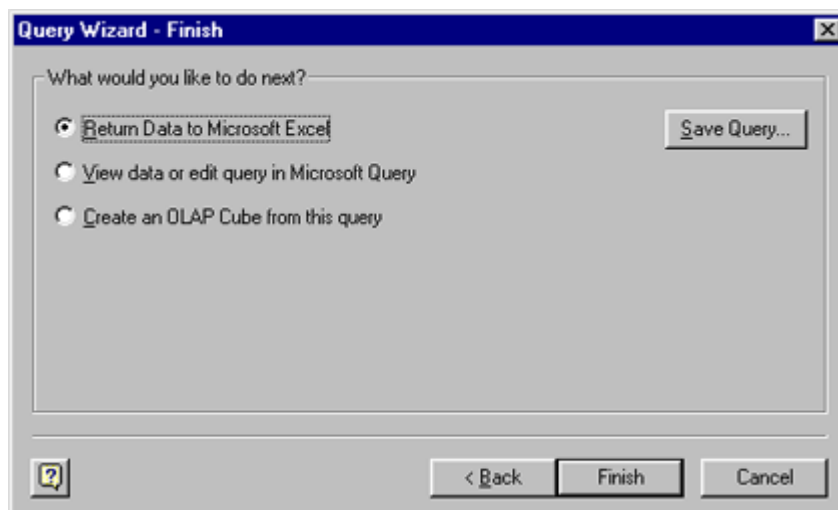 Query Wizard - Finish
What would you like to do next?
Return Data to Microsoft Excel
Save Query...
View data or edit query in Microsoft Query
Create an OLAP Cube from this query
?
< Back
Finish
Cancel